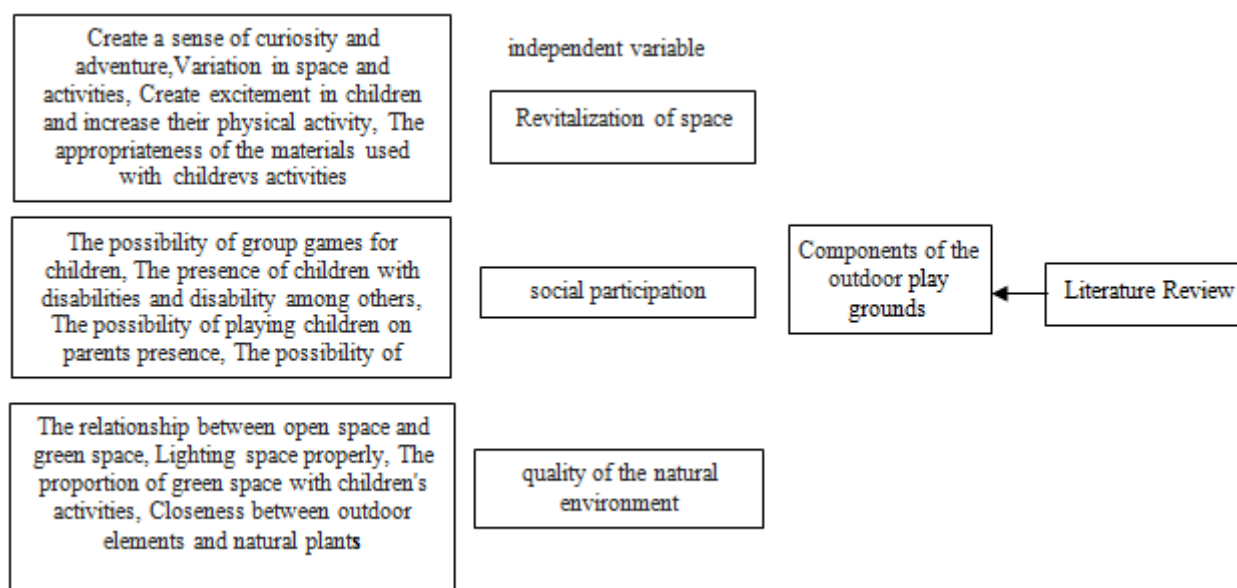 Create a sense of curiosity and
adventure,Variation in space and
activities, Create excitement in children
and increase their physical activity, The
appropriateness of the materials used
with childrevs activities
independent variable
Revitalization of space
The possibility of group games for
children, The presence of children with
disabilities and disability among others,
The possibility of playing children on
parents presence, The possibility of
social participation
Components of the
outdoor play
grounds
Literature Review
The relationship between open space and
green space, Lighting space properly, The
proportion of green space with children's
activities, Closeness between outdoor
elements and natural plants
quality of the natural
environment